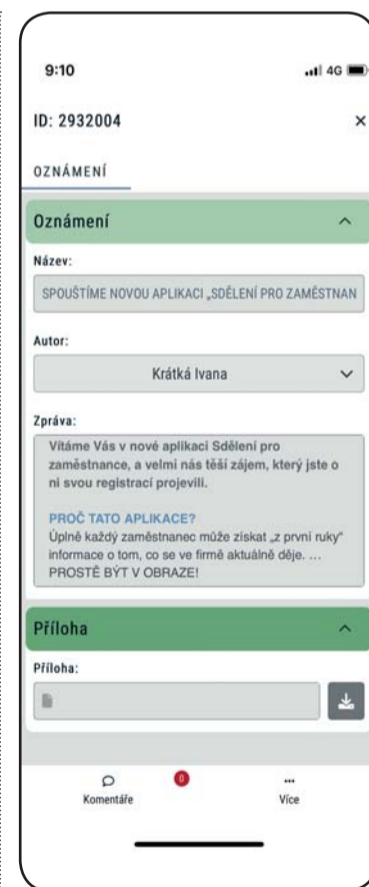 9:10
4G
ID: 2932004
×
OZNÁMENÍ
Oznámení
Název:
SPOUŠTÍME NOVOU APLIKACI „SDĚLENÍ PRO ZAMĚSTNAN
Autor:
Krátká Ivana
Zpráva:
Vítáme Vás v nové aplikaci Sdělení pro
zaměstnance, a velmi nás těší zájem, který jste o
ni svou registrací projevili.
PROČ TATO APLIKACE?
Úplně každý zaměstnanec může získat „z první ruky“
informace o tom, co se ve firmě aktuálně děje. ...
PROSTĚ BÝT V OBRAZE!
Příloha
Příloha:
0
Komentáře
Více